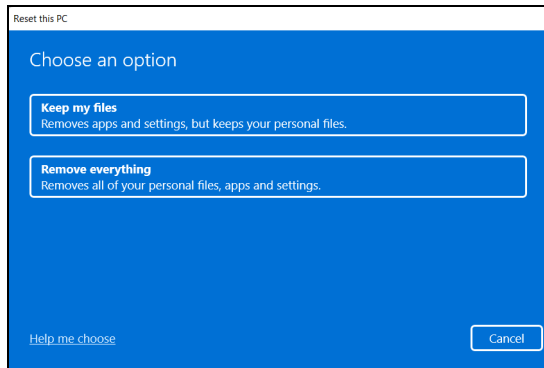 Reset this PC
Choose an option
Keep my files
Removes apps and settings, but keeps your personal files.
Remove everything
Removes all of your personal files, apps and settings.
Help me choose
Cancel